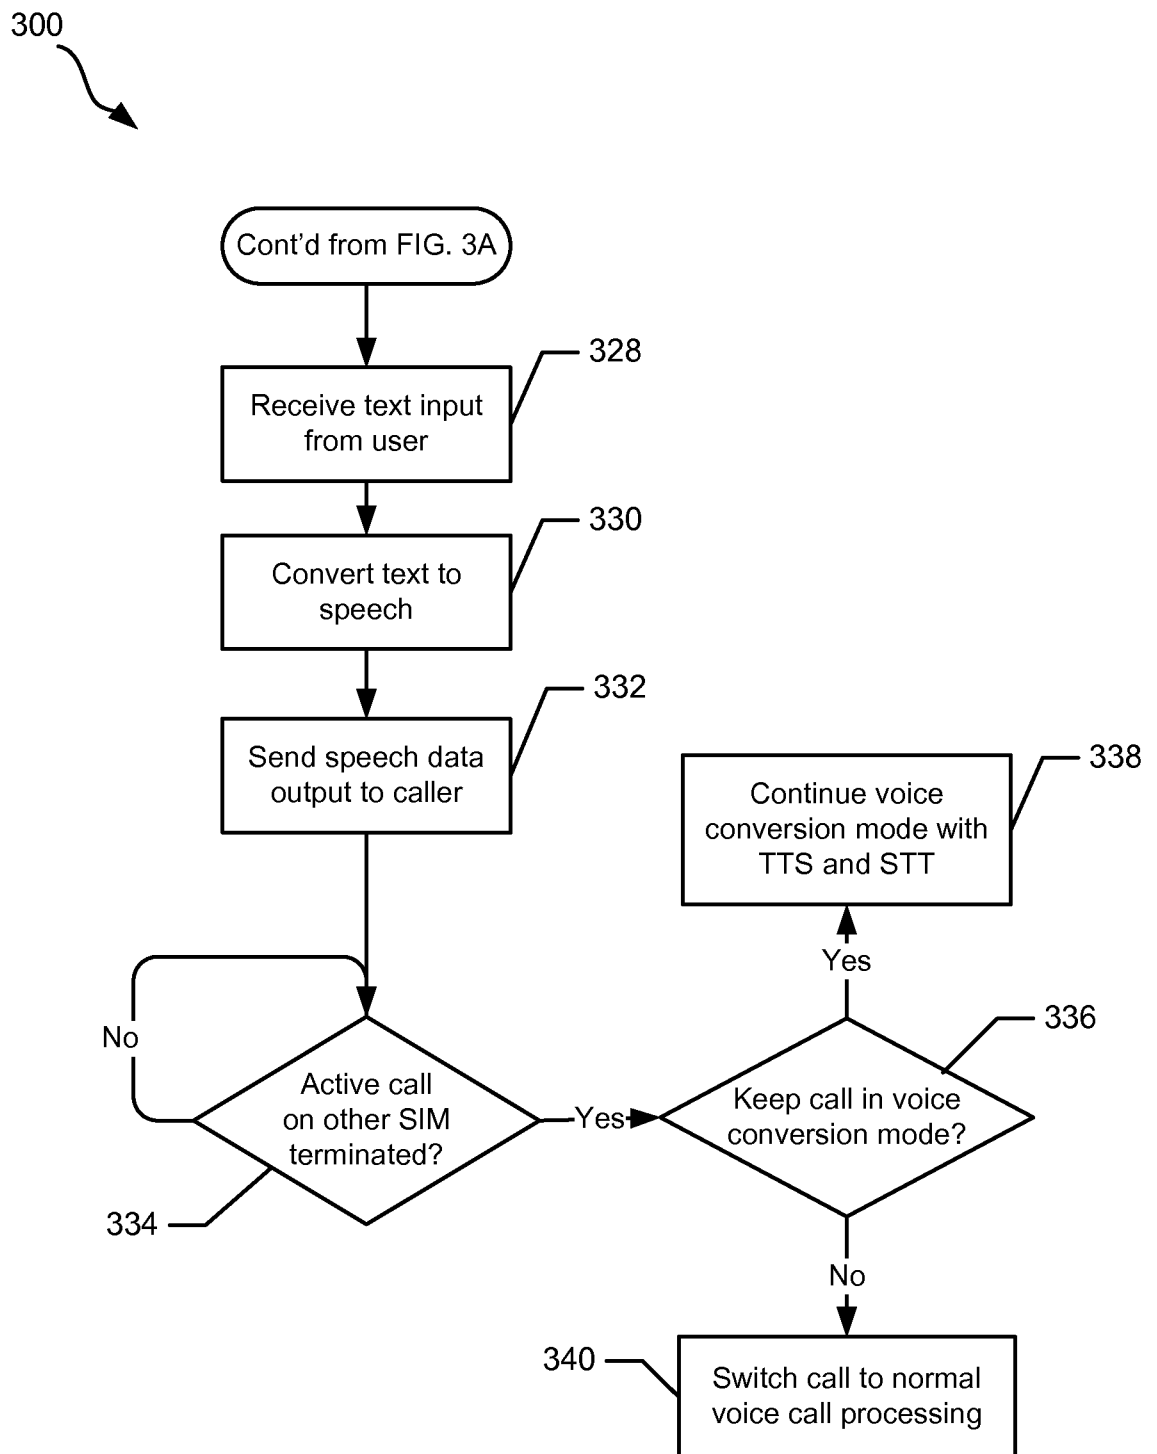 300
Cont’d from FIG. 3A
328
Receive text input
from user
330
Convert text to
speech
332
Send speech data
output to caller
338
Continue voice
conversion mode with
TTS and STT
Yes
336
No
Active call
on other SIM
terminated?
Yes
Keep call in voice
conversion mode?
334
No
340
Switch call to normal
voice call processing